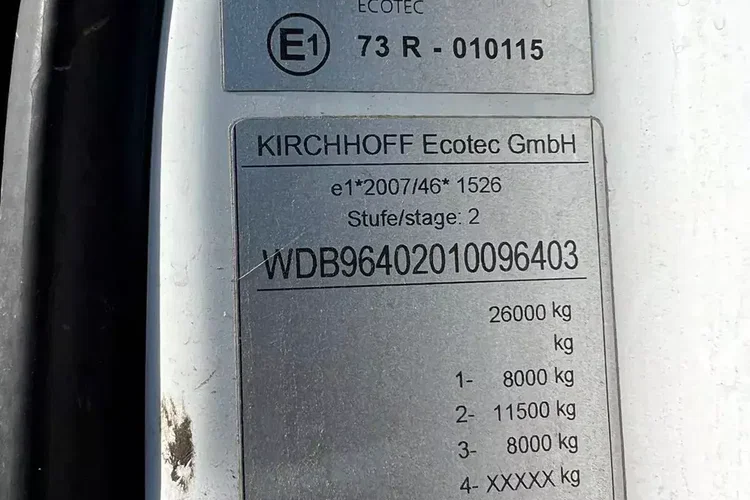 ECOTEC
E1 73 R - 010115
KIRCHHOFF Ecotec GmbH
e1*2007/46* 1526
Stufe/stage: 2
WDB96402010096403
26000 kg
kg
1- 8000 kg
2- 11500 kg
3- 8000 kg
4- XXXXX kg